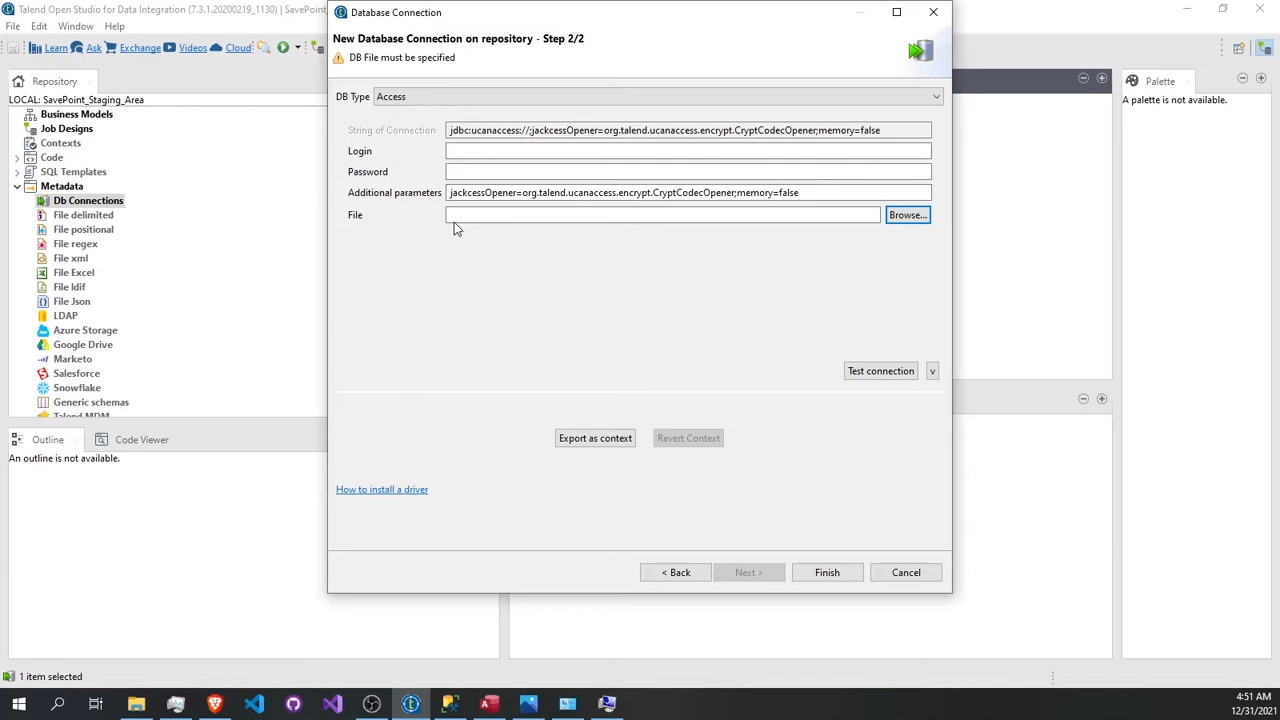 Talend Open Studio for Data Integration (7.3.1.20200219_1130) | SavePoint
File Edit Window Help
Learn Ask Exchange Videos Cloud
Repository
LOCAL: SavePoint_Staging_Area
Business Models
Job Designs
Contexts
Code
SQL Templates
Metadata
Db Connections
File delimited
File positional
File regex
File xml
File Excel
File ldif
File Json
LDAP
Azure Storage
Google Drive
Marketo
Salesforce
Snowflake
Generic schemas
Talend MDM
Outline Code Viewer
An outline is not available.
1 item selected
Database Connection
New Database Connection on repository - Step 2/2
DB File must be specified
DB Type Access
String of Connection jdbc:ucanaccess://;jackcessOpener=org.talend.ucanaccess.encrypt.CryptCodecOpener;memory=false
Login
Password
Additional parameters jackcessOpener=org.talend.ucanaccess.encrypt.CryptCodecOpener;memory=false
File Browse...
Test connection v
Export as context Revert Context
How to install a driver
< Back Next > Finish Cancel
Palette
A palette is not available.
4:51 AM
12/31/2021